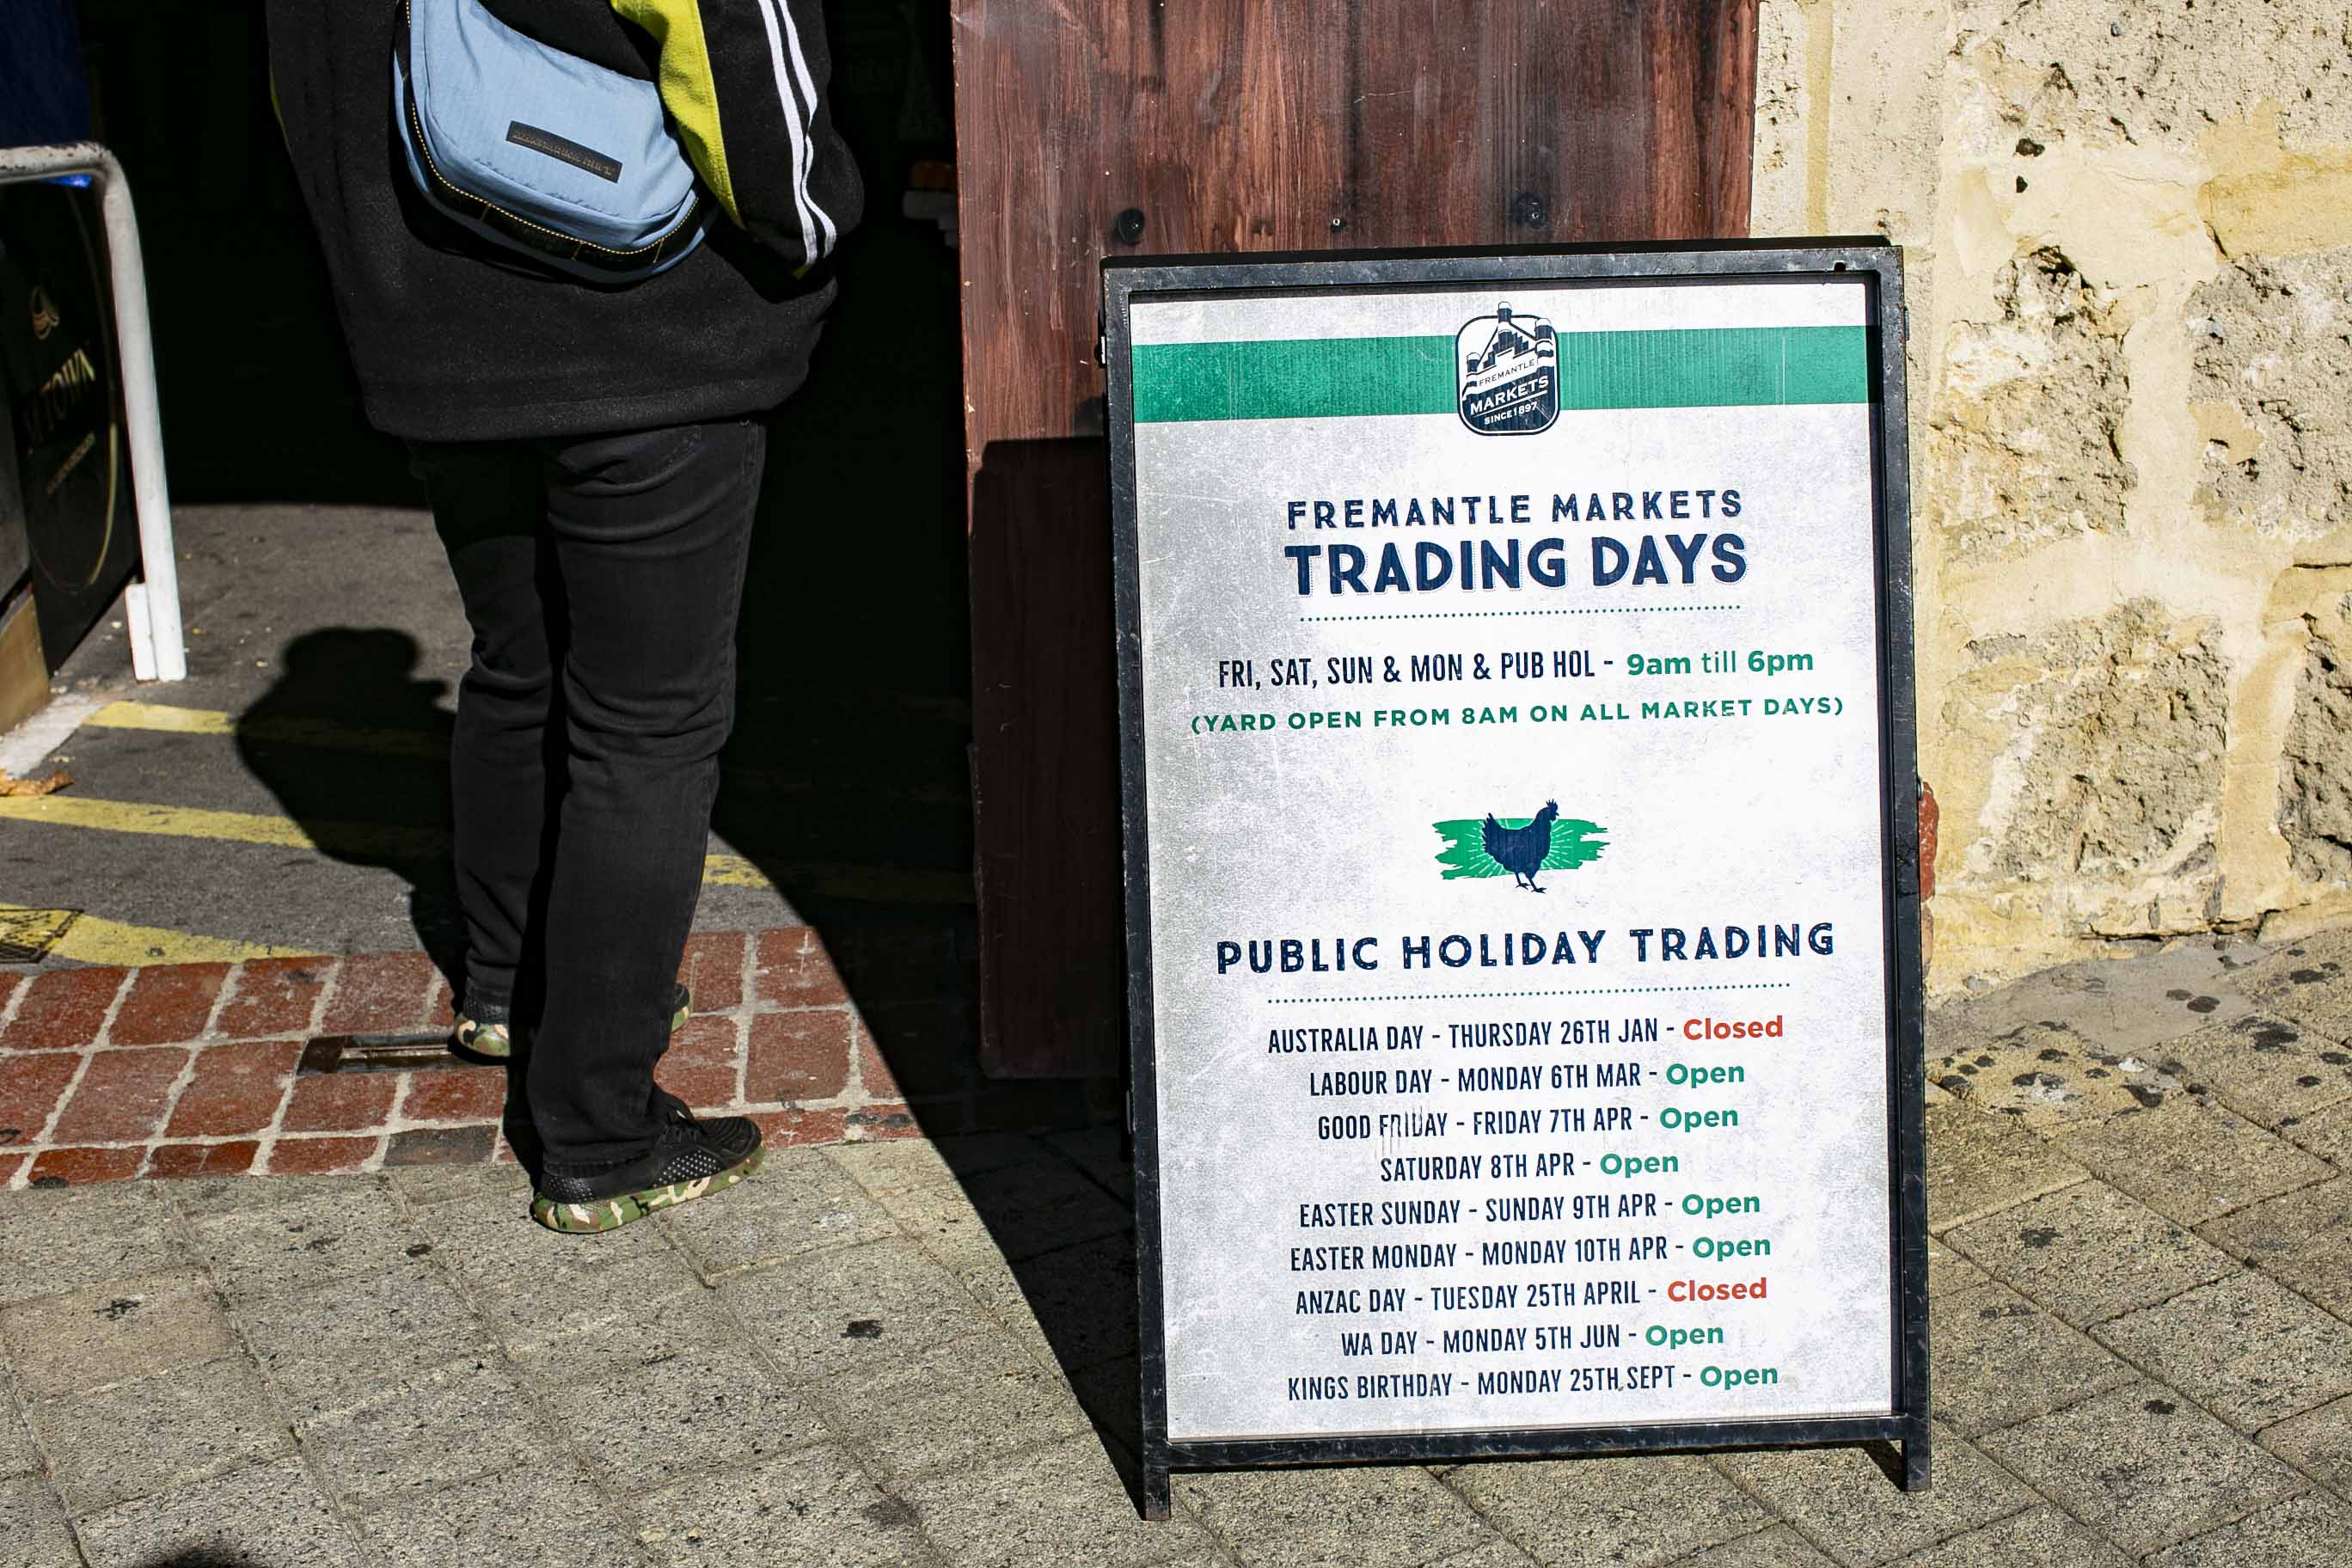 TOWN
FREMANTLE
MARKETS
SINCE 1897
FREMANTLE MARKETS
TRADING DAYS
FRI, SAT, SUN & MON & PUB HOL - 9am till 6pm
(YARD OPEN FROM 8AM ON ALL MARKET DAYS)
PUBLIC HOLIDAY TRADING
AUSTRALIA DAY - THURSDAY 26TH JAN - Closed
LABOUR DAY - MONDAY 6TH MAR - Open
GOOD FRIDAY - FRIDAY 7TH APR - Open
SATURDAY 8TH APR - Open
EASTER SUNDAY - SUNDAY 9TH APR - Open
EASTER MONDAY - MONDAY 10TH APR - Open
ANZAC DAY - TUESDAY 25TH APRIL - Closed
WA DAY - MONDAY 5TH JUN - Open
KINGS BIRTHDAY - MONDAY 25TH SEPT - Open